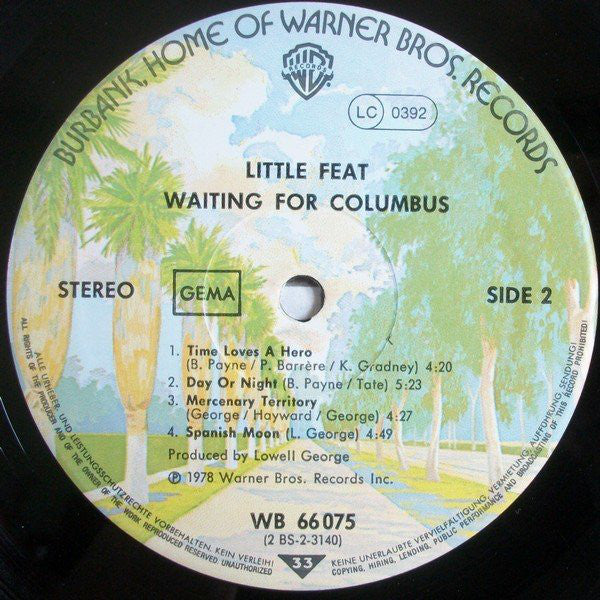 BURBANK, HOME OF WARNER BROS. RECORDS
RECORDS
LC 0392
LITTLE FEAT
WAITING FOR COLUMBUS
STEREO
GEMA
SIDE 2
1. Time Loves A Hero
(B. Payne / P. Barrère / K. Gradney) 4:20
2. Day Or Night (B. Payne / Tate) 5:23
3. Mercenary Territory
(George / Hayward / George) 4:27
4. Spanish Moon (L. George) 4:49
Produced by Lowell George
℗ 1978 Warner Bros. Records Inc.
WB 66 075
(2 BS-2-3140)
33
ALLE URHEBER- UND LEISTUNGSSCHUTZRECHTE VORBEHALTEN. KEIN VERLEIH! KEINE UNERLAUBTE VERVIELFÄLTIGUNG, VERMIETUNG, AUFFÜHRUNG, SENDUNG!
ALL RIGHTS OF THE PRODUCER AND OF THE OWNER OF THE WORK REPRODUCED RESERVED. UNAUTHORIZED COPYING, HIRING, LENDING, PUBLIC PERFORMANCE AND BROADCASTING OF THIS RECORD PROHIBITED!